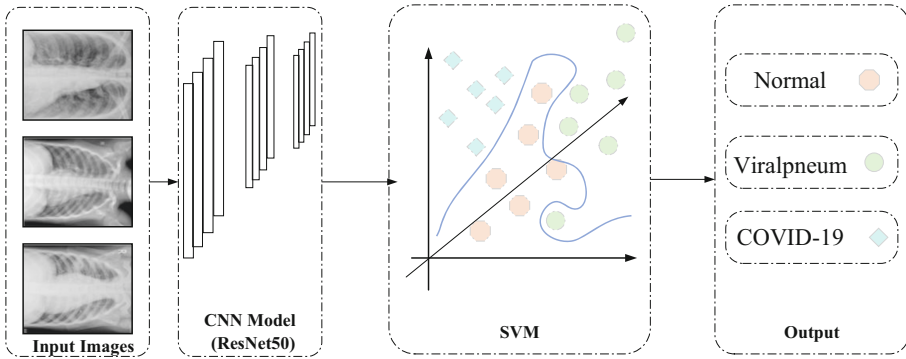 Input Images
CNN Model
(ResNet50)
SVM
Normal
Viralpneum
COVID-19
Output